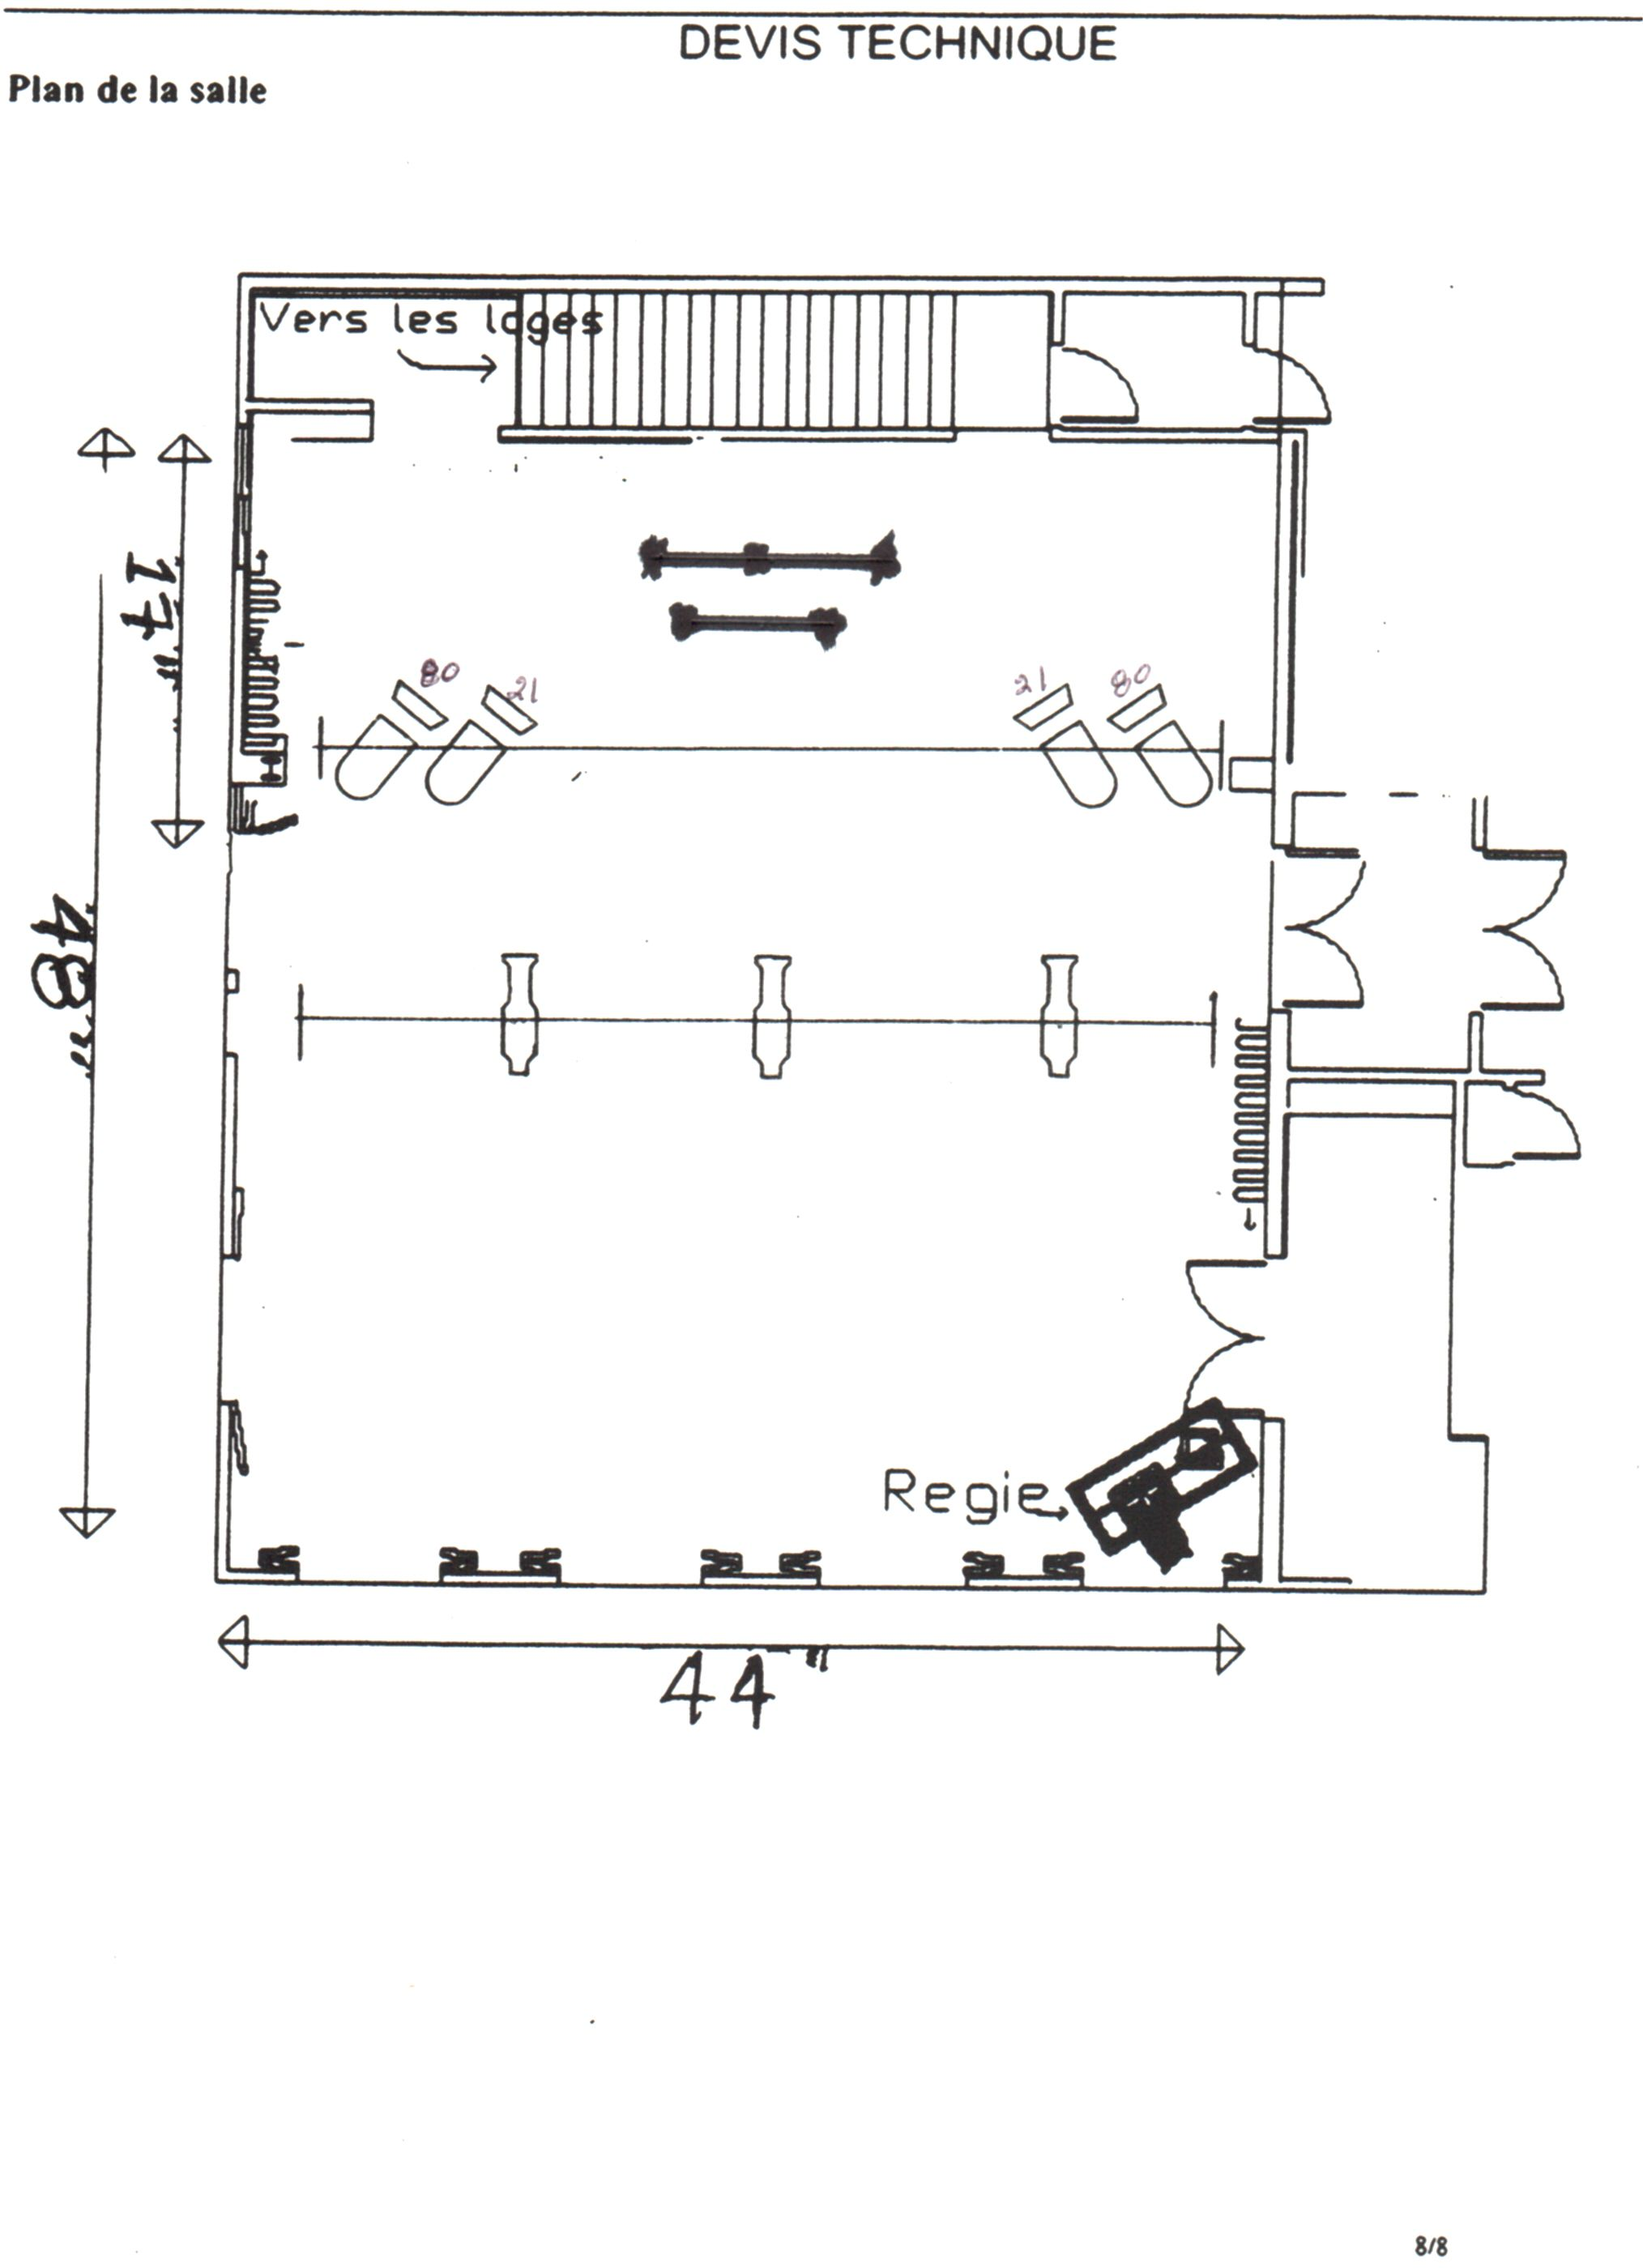 DEVIS TECHNIQUE
Plan de la salle
Vers les loges
17"
80
21
21
80
48"
Regie
44"
8/8